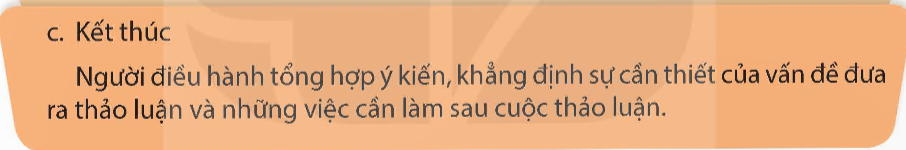 c. Kết thúc
Người điều hành tổng hợp ý kiến, khẳng định sự cần thiết của vấn đề đưa
ra thảo luận và những việc cần làm sau cuộc thảo luận.